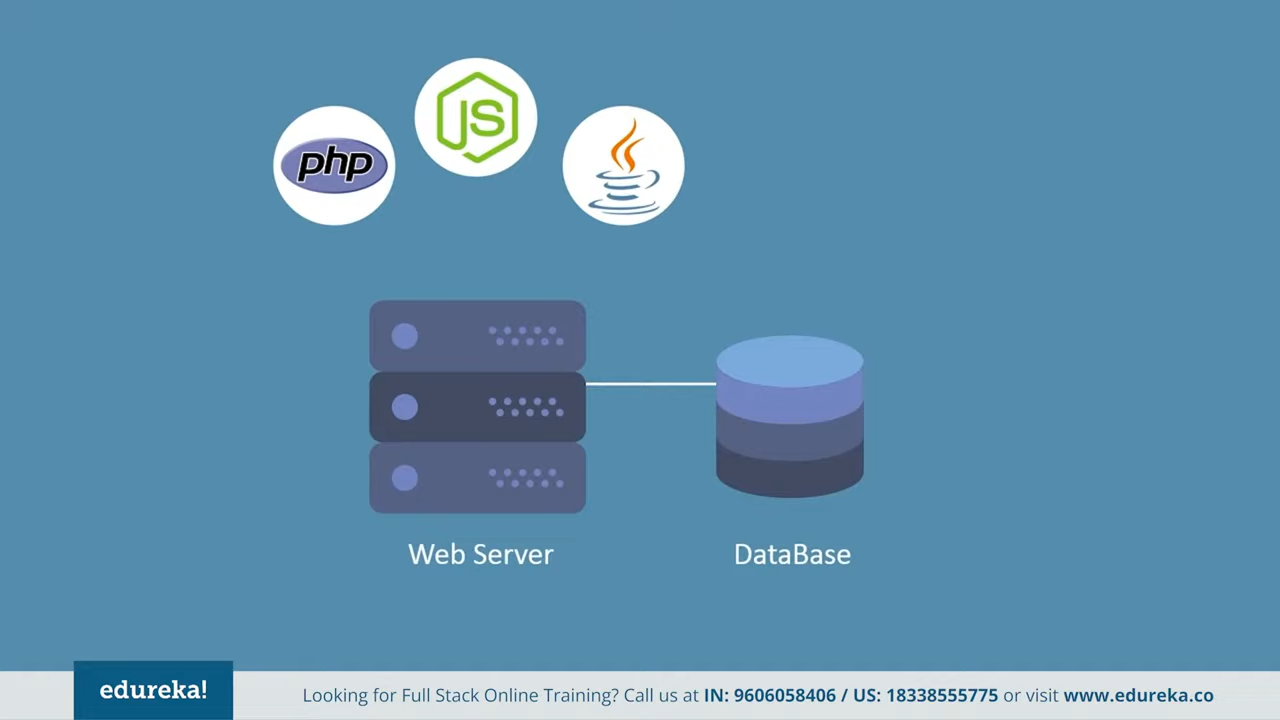 php
JS
Web Server
DataBase
edureka!
Looking for Full Stack Online Training? Call us at IN: 9606058406 / US: 18338555775 or visit www.edureka.co